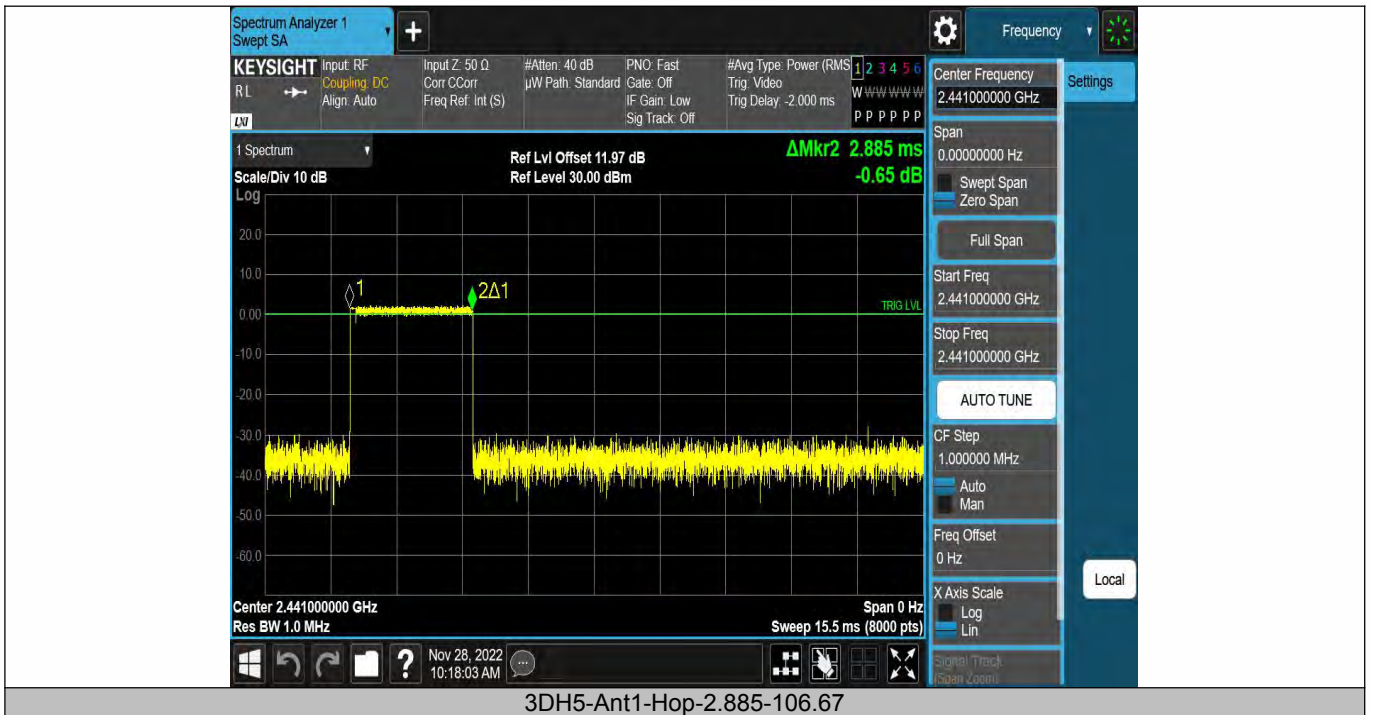 Spectrum Analyzer 1
Swept SA
+
Frequency
KEYSIGHT
RL
LXI
Input: RF
Coupling: DC
Align: Auto
Input Z: 50 Ω
Corr CCorr
Freq Ref: Int (S)
#Atten: 40 dB
µW Path: Standard
PNO: Fast
Gate: Off
IF Gain: Low
Sig Track: Off
#Avg Type: Power (RMS
Trig: Video
Trig Delay: -2.000 ms
1 2 3 4 5 6
W W W W W W
P P P P P P
1 Spectrum
Scale/Div 10 dB
Log
Ref Lvl Offset 11.97 dB
Ref Level 30.00 dBm
ΔMkr2 2.885 ms
-0.65 dB
20.0
10.0
0.00
-10.0
-20.0
-30.0
-40.0
-50.0
-60.0
1
2Δ1
TRIG LVL
Center 2.441000000 GHz
Res BW 1.0 MHz
Span 0 Hz
Sweep 15.5 ms (8000 pts)
Center Frequency
2.441000000 GHz
Settings
Span
0.00000000 Hz
Swept Span
Zero Span
Full Span
Start Freq
2.441000000 GHz
Stop Freq
2.441000000 GHz
AUTO TUNE
CF Step
1.000000 MHz
Auto
Man
Freq Offset
0 Hz
X Axis Scale
Log
Lin
Signal Track
(Span Zoom)
Local
?
Nov 28, 2022
10:18:03 AM
3DH5-Ant1-Hop-2.885-106.67